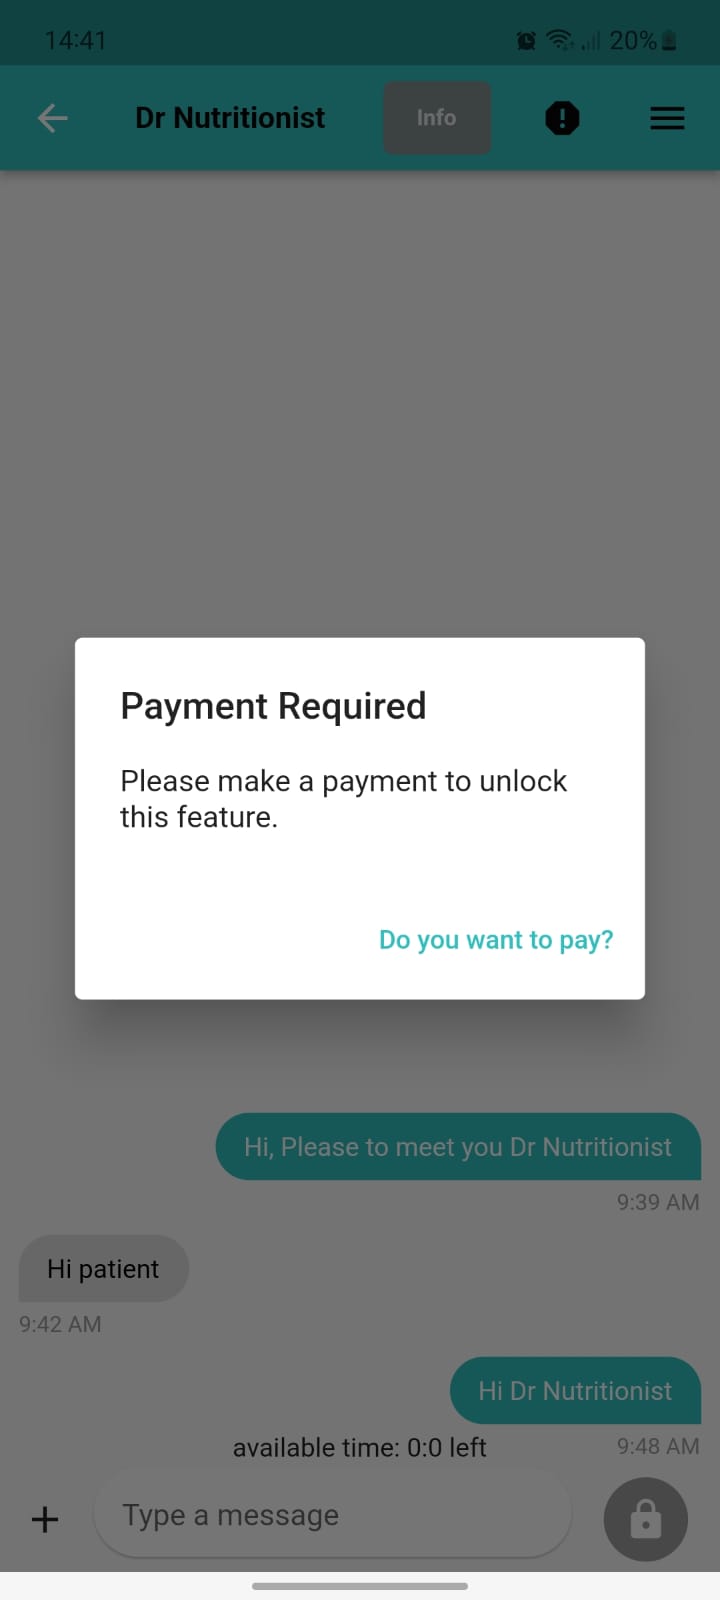 14:41
20%
Dr Nutritionist
Info
Payment Required
Please make a payment to unlock
this feature.
Do you want to pay?
Hi, Please to meet you Dr Nutritionist
9:39 AM
Hi patient
9:42 AM
Hi Dr Nutritionist
available time: 0:0 left
9:48 AM
Type a message